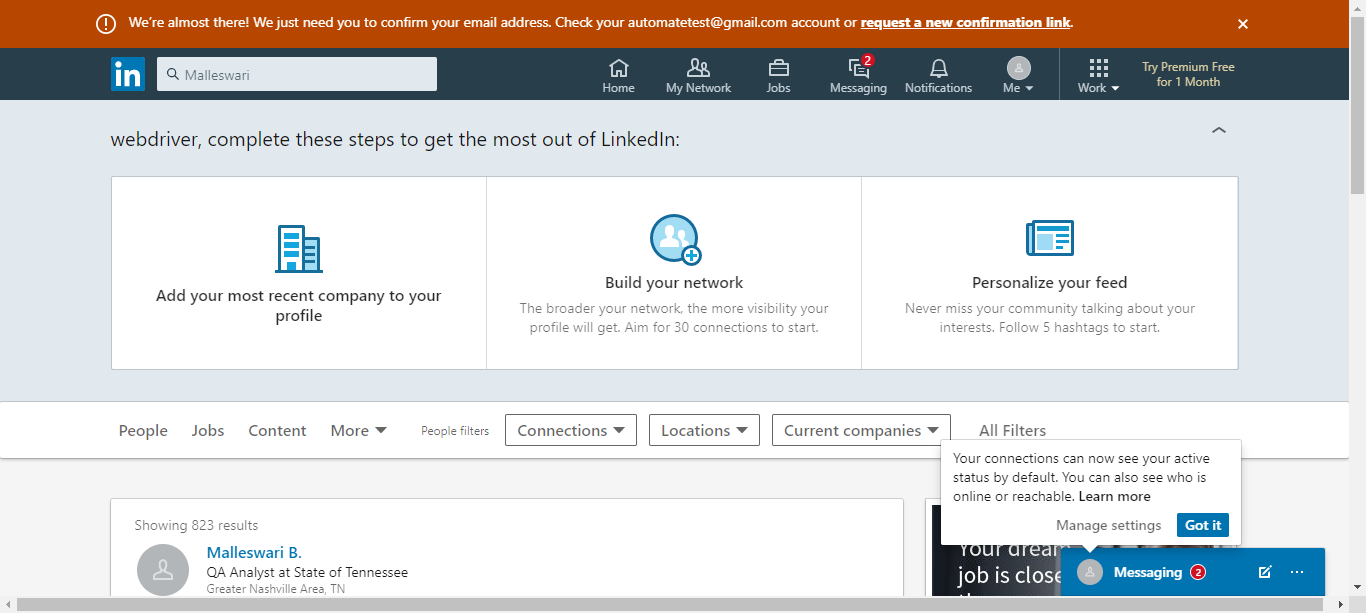 We're almost there! We just need you to confirm your email address. Check your automatetest@gmail.com account or request a new confirmation link.
in
Malleswari
Home
My Network
Jobs
2
Messaging
Notifications
Me
Work
Try Premium Free
for 1 Month
webdriver, complete these steps to get the most out of LinkedIn:
Add your most recent company to your
profile
Build your network
The broader your network, the more visibility your
profile will get. Aim for 30 connections to start.
Personalize your feed
Never miss your community talking about your
interests. Follow 5 hashtags to start.
People
Jobs
Content
More
People filters
Connections
Locations
Current companies
All Filters
Your connections can now see your active
status by default. You can also see who is
online or reachable. Learn more
Manage settings
Got it
Showing 823 results
Malleswari B.
QA Analyst at State of Tennessee
Greater Nashville Area, TN
Your dream
job is close
Messaging 2